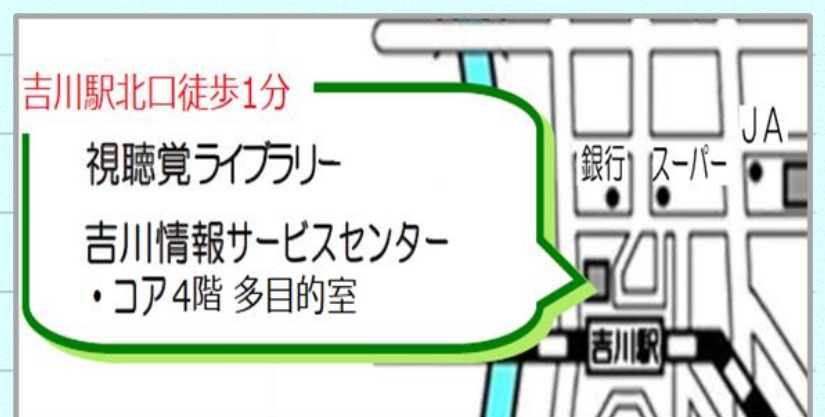 吉川駅北口徒歩1分
視聴覚ライブラリー
吉川情報サービスセンター
・コア4階 多目的室
JA
銀行
スーパー
吉川駅